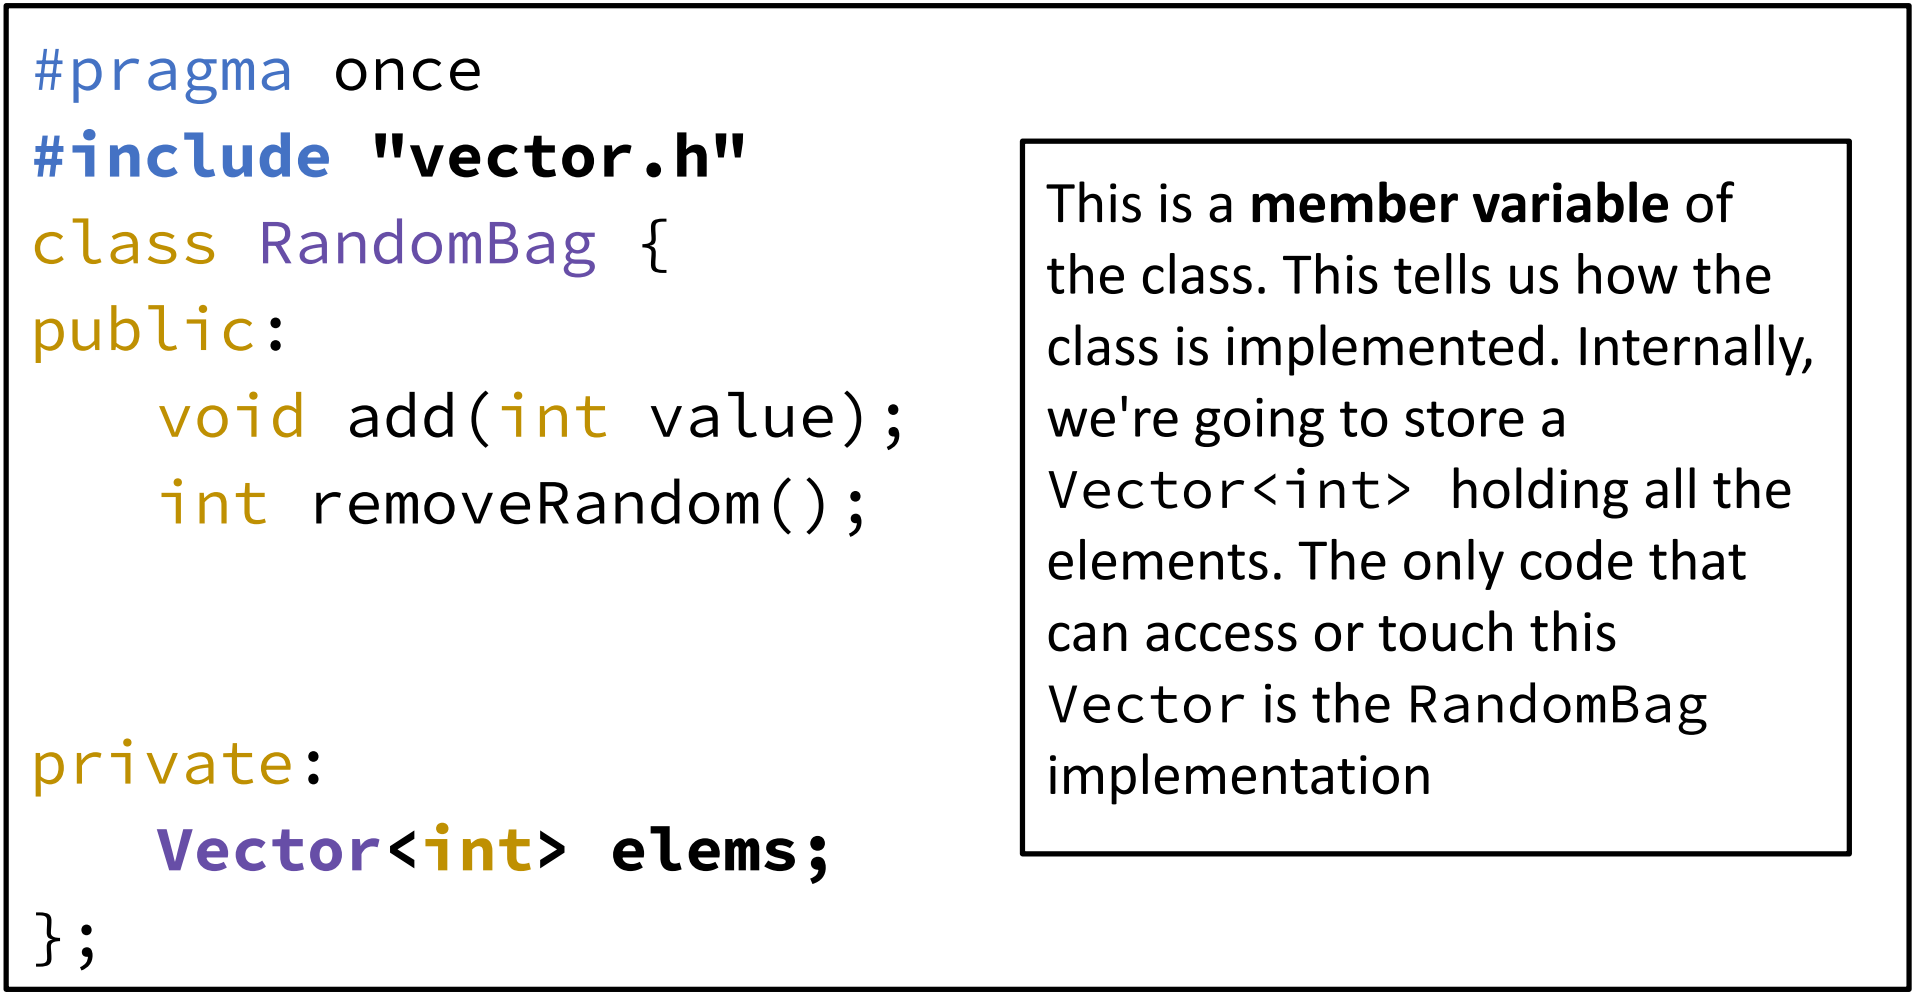 #pragma once
#include "vector.h"
class RandomBag {
public:
void add(int value);
int removeRandom();
private:
Vector<int> elems;
};
This is a member variable of
the class. This tells us how the
class is implemented. Internally,
we're going to store a
Vector<int> holding all the
elements. The only code that
can access or touch this
Vector is the RandomBag
implementation